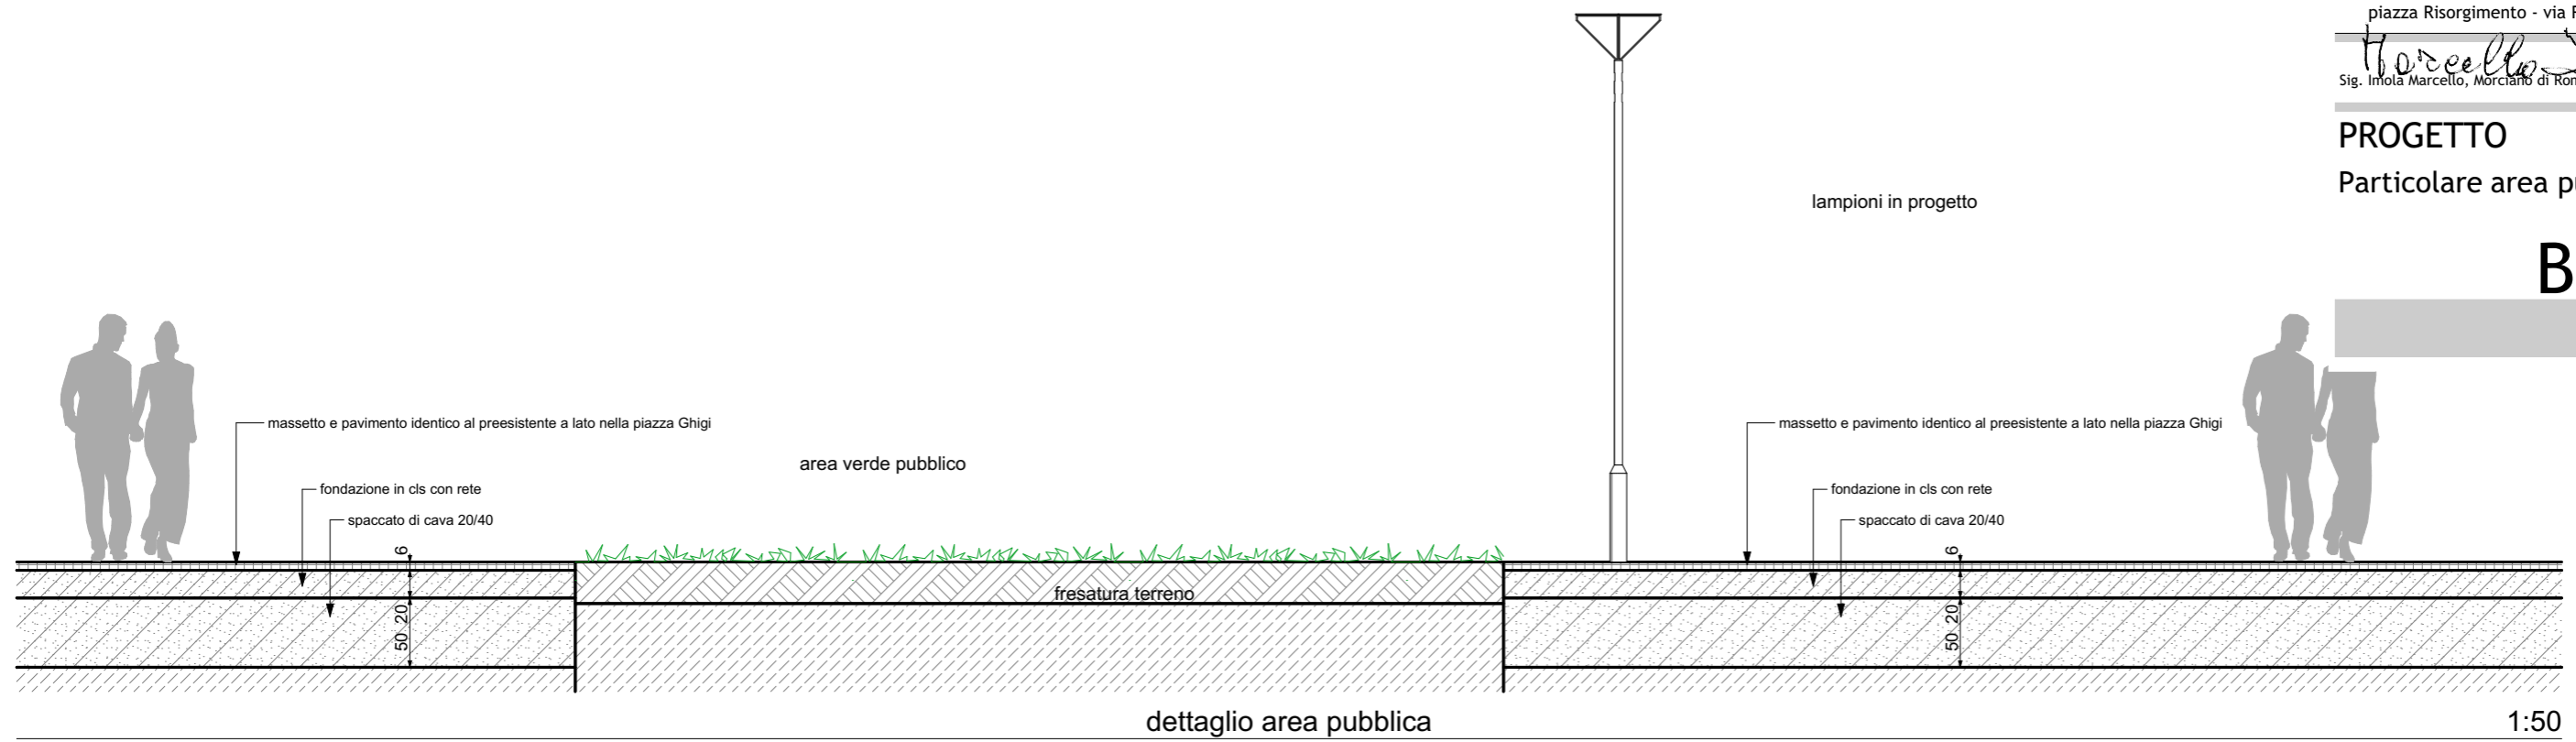 piazza Risorgimento - via
Marcello
Sig. Imola Marcello, Morciano di
PROGETTO
Particolare area
B
lampioni in progetto
massetto e pavimento identico al preesistente a lato nella piazza Ghigi
massetto e pavimento identico al preesistente a lato nella piazza Ghigi
area verde pubblico
fondazione in cls con rete
fondazione in cls con rete
spaccato di cava 20/40
spaccato di cava 20/40
6
6
fresatura terreno
50 20
50 20
dettaglio area pubblica
1:50